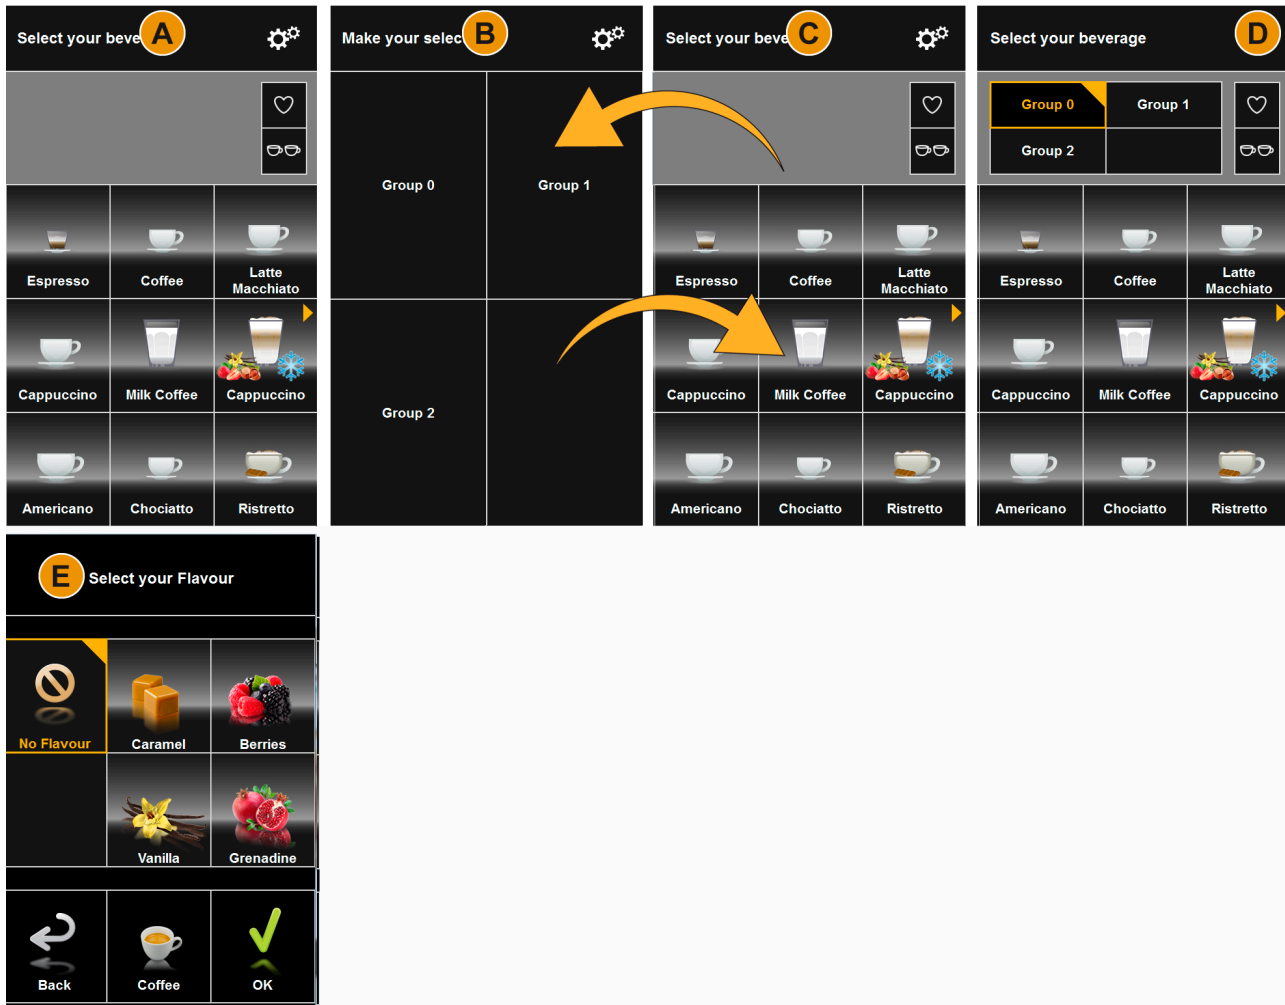 Select your beve
A
Make your selec
B
Select your beve
C
Select your beverage
D
Group 0
Group 1
Group 2
Espresso
Coffee
Latte
Macchiato
Cappuccino
Milk Coffee
Cappuccino
Americano
Chociatto
Ristretto
Group 0
Group 1
Group 2
Espresso
Coffee
Latte
Macchiato
Cappuccino
Milk Coffee
Cappuccino
Americano
Chociatto
Ristretto
Espresso
Coffee
Latte
Macchiato
Cappuccino
Milk Coffee
Cappuccino
Americano
Chociatto
Ristretto
E
Select your Flavour
No Flavour
Caramel
Berries
Vanilla
Grenadine
Back
Coffee
OK